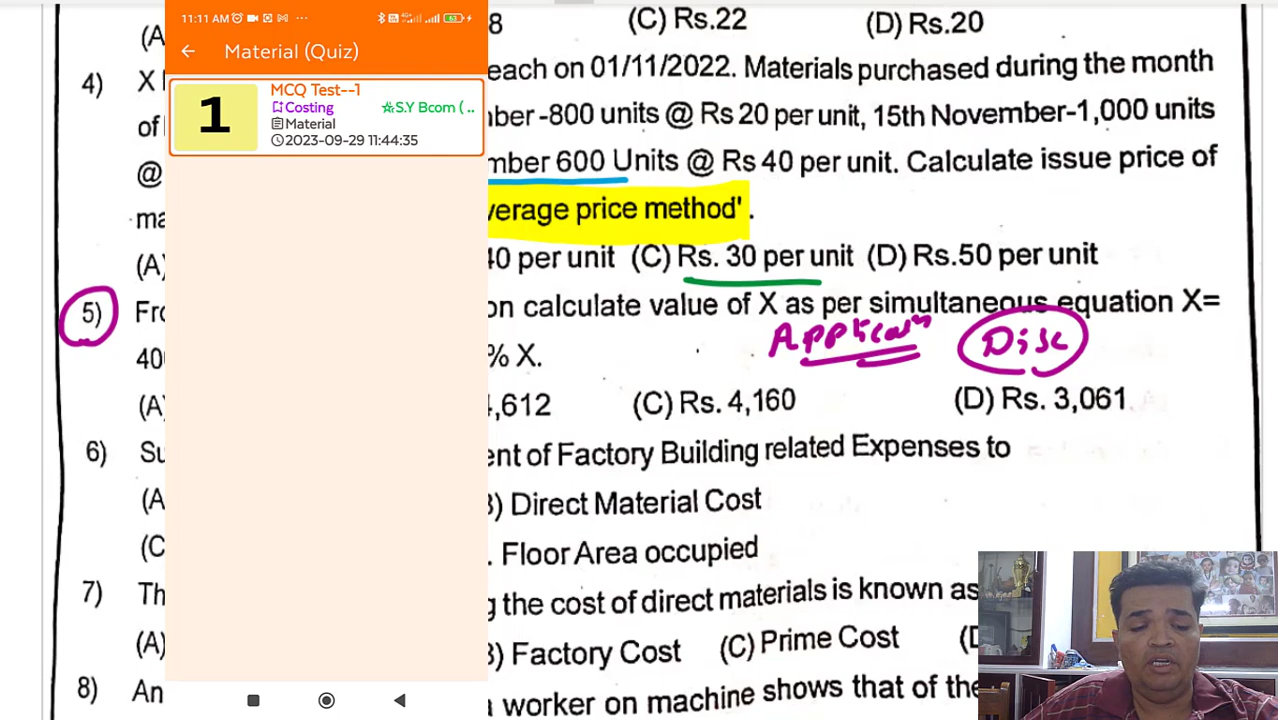 11:11 AM
63
Material (Quiz)
1
MCQ Test--1
Costing
S.Y Bcom ( ..
Material
2023-09-29 11:44:35
(A
8
(C) Rs.22
(D) Rs.20
4)
X
each on 01/11/2022. Materials purchased during the month
of
ber -800 units @ Rs 20 per unit, 15th November-1,000 units
@
mber 600 Units @ Rs 40 per unit. Calculate issue price of
ma
verage price method'.
(A)
40 per unit
(C) Rs. 30 per unit
(D) Rs.50 per unit
5)
Fro
on calculate value of X as per simultaneous equation X=
40
% X.
Disc
(A)
,612
(C) Rs. 4,160
(D) Rs. 3,061
6)
Su
ent of Factory Building related Expenses to
(A
B) Direct Material Cost
(C
. Floor Area occupied
7)
Th
g the cost of direct materials is known as
(A)
B) Factory Cost
(C) Prime Cost
(D
8)
An
a worker on machine shows that of the